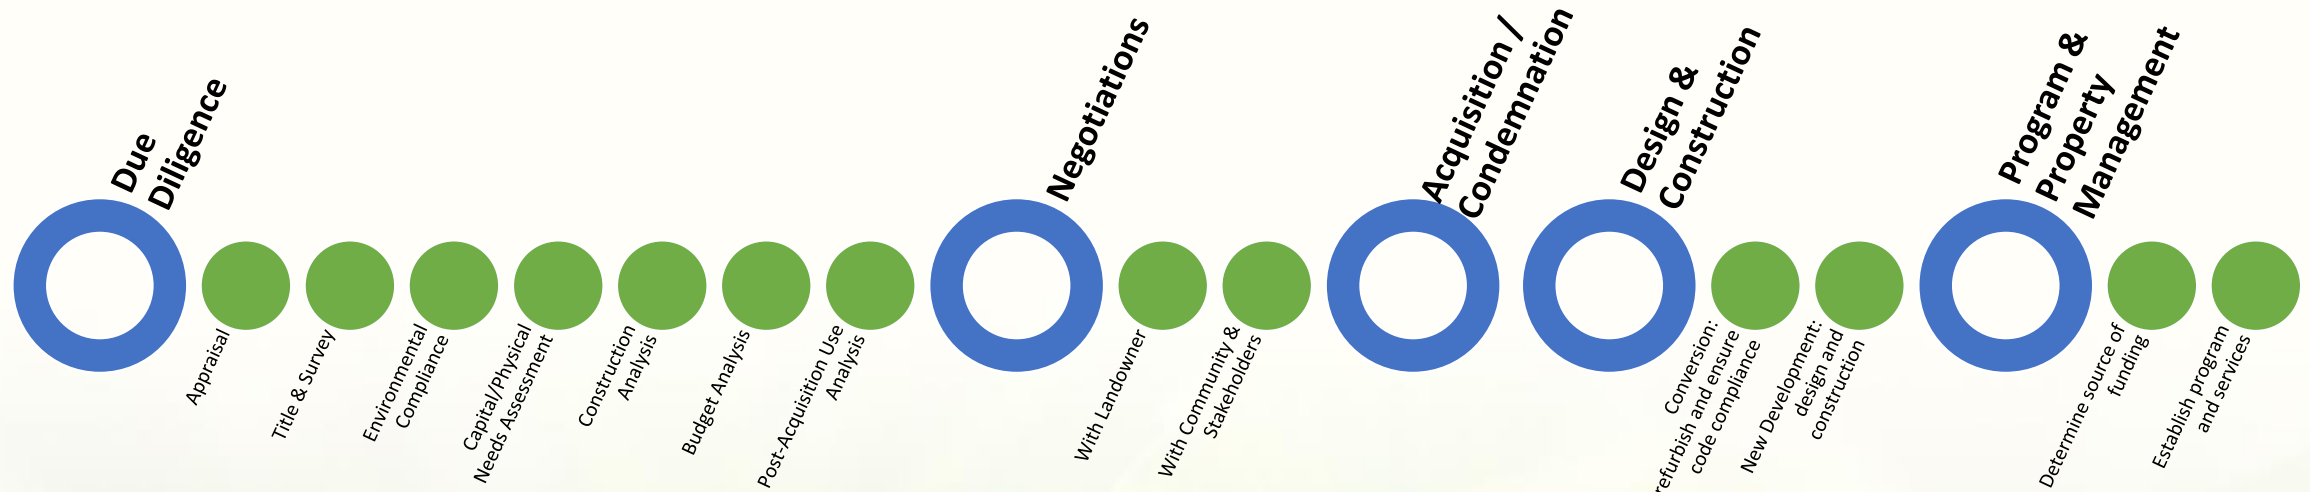 Due
Diligence
Appraisal
Title & Survey
Environmental
Compliance
Capital/Physical
Needs Assessment
Construction
Analysis
Budget Analysis
Post-Acquisition Use
Analysis
Negotiations
With Landowner
With Community &
Stakeholders
Acquisition /
Condemnation
Design &
Construction
Conversion:
refurbish and ensure
code compliance
New Development:
design and
construction
Program &
Property
Management
Determine source of
funding
Establish program
and services